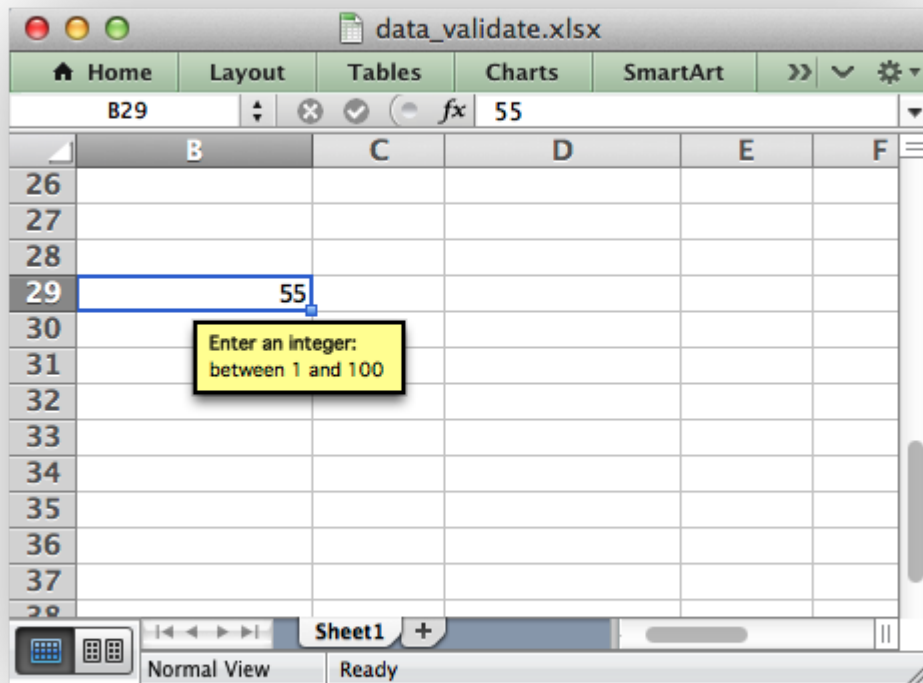 data_validate.xlsx
Home Layout Tables Charts SmartArt
B29 fx 55
B C D E F
26
27
28
29 55
30
Enter an integer:
31
between 1 and 100
32
33
34
35
36
37
38
Sheet1 +
Normal View Ready